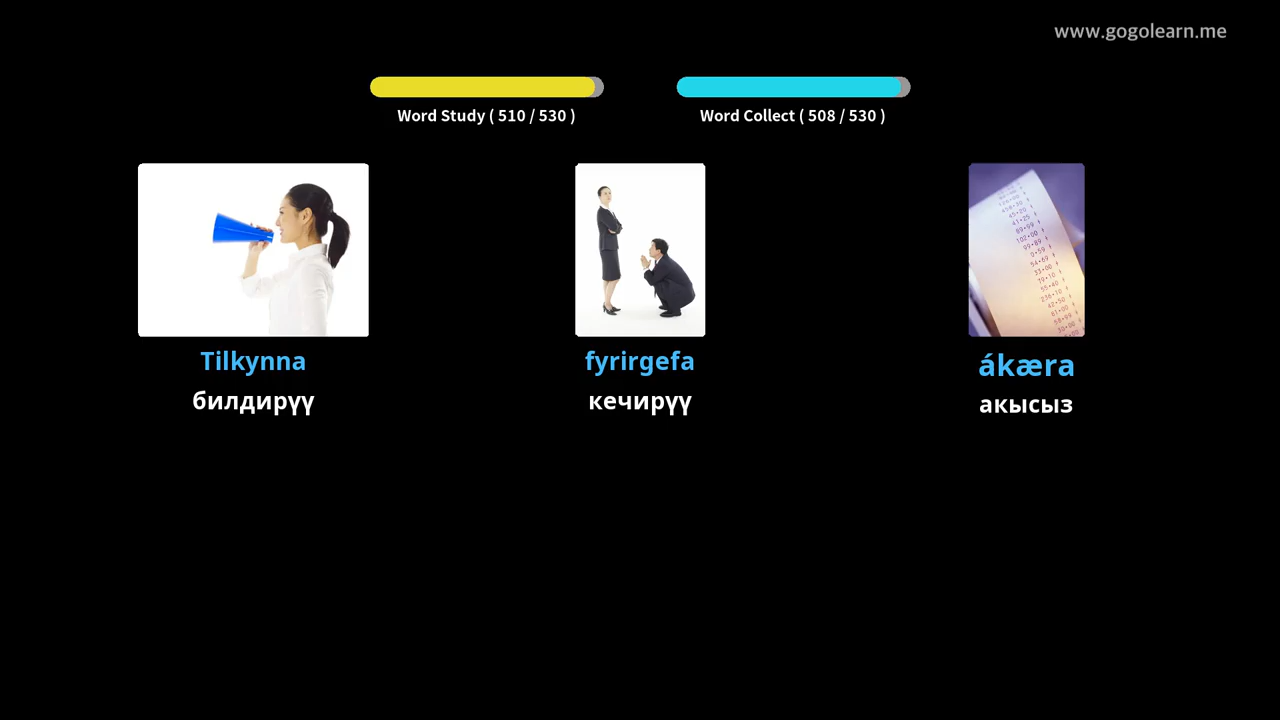 www.gogolearn.me
Word Study ( 510 / 530 )
Word Collect ( 508 / 530 )
Tilkynna
fyrirgefa
ákæra
билдирүү
кечирүү
акысыз